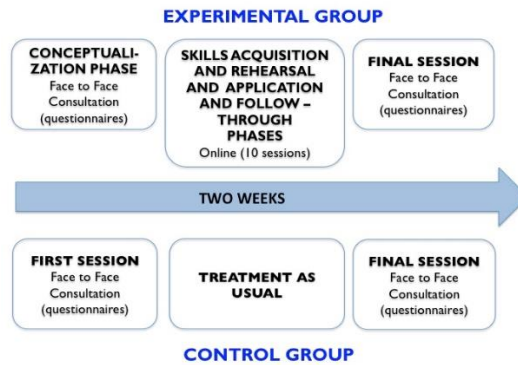 EXPERIMENTAL GROUP
CONCEPTUALI-
ZATION PHASE
Face to Face
Consultation
(questionnaires)
SKILLS ACQUISITION
AND REHEARSAL
AND APPLICATION
AND FOLLOW –
THROUGH
PHASES
Online (10 sessions)
FINAL SESSION
Face to Face
Consultation
(questionnaires)
TWO WEEKS
FIRST SESSION
Face to Face
Consultation
(questionnaires)
TREATMENT AS
USUAL
FINAL SESSION
Face to Face
Consultation
(questionnaires)
CONTROL GROUP